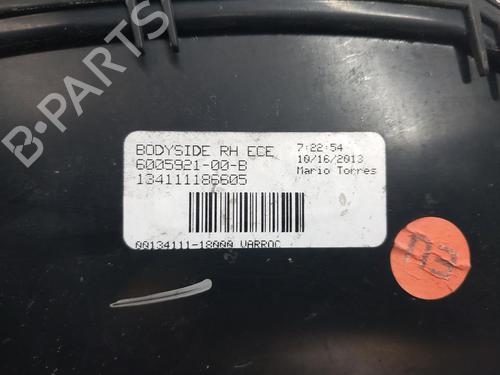 BODYSIDE RH ECE
6005921-00-B
134111186605
7:22:54
10/16/2013
Mario Torres
00134111-18000 VARROC
B-PARTS